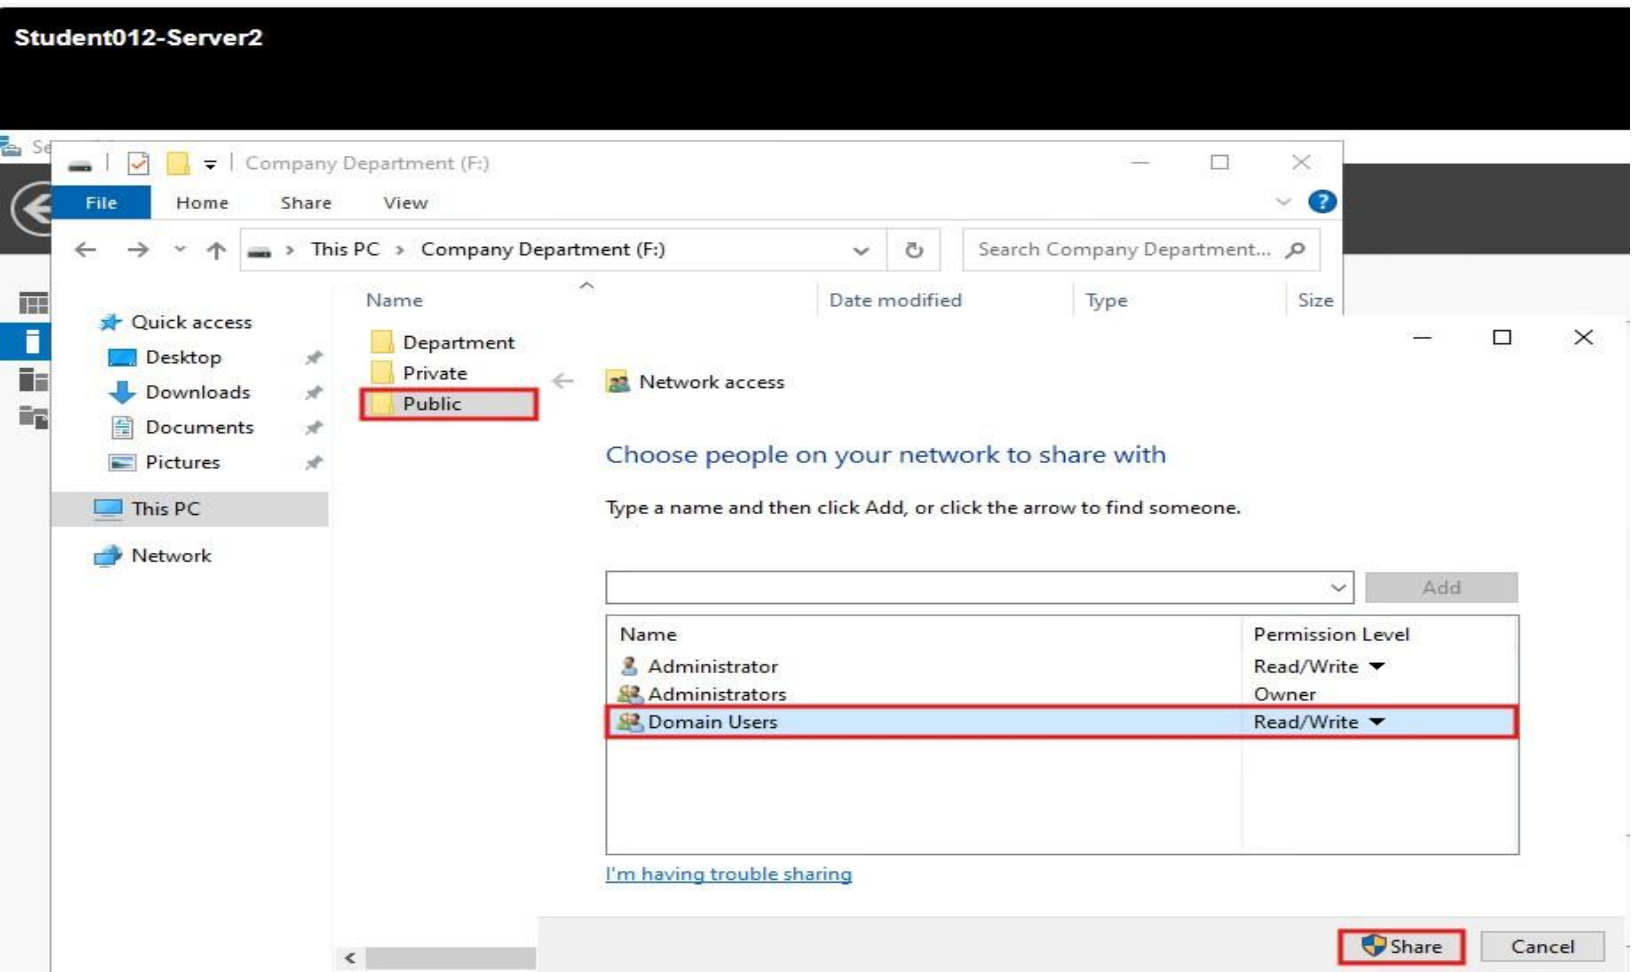 Student012-Server2
Se
Company Department (F:)
File Home Share View
This PC > Company Department (F:)
Search Company Department...
Name Date modified Type Size
Quick access
Desktop
Downloads
Documents
Pictures
This PC
Network
Department
Private
Public
Network access
Choose people on your network to share with
Type a name and then click Add, or click the arrow to find someone.
Add
Name Permission Level
Administrator Read/Write
Administrators Owner
Domain Users Read/Write
I'm having trouble sharing
Share Cancel